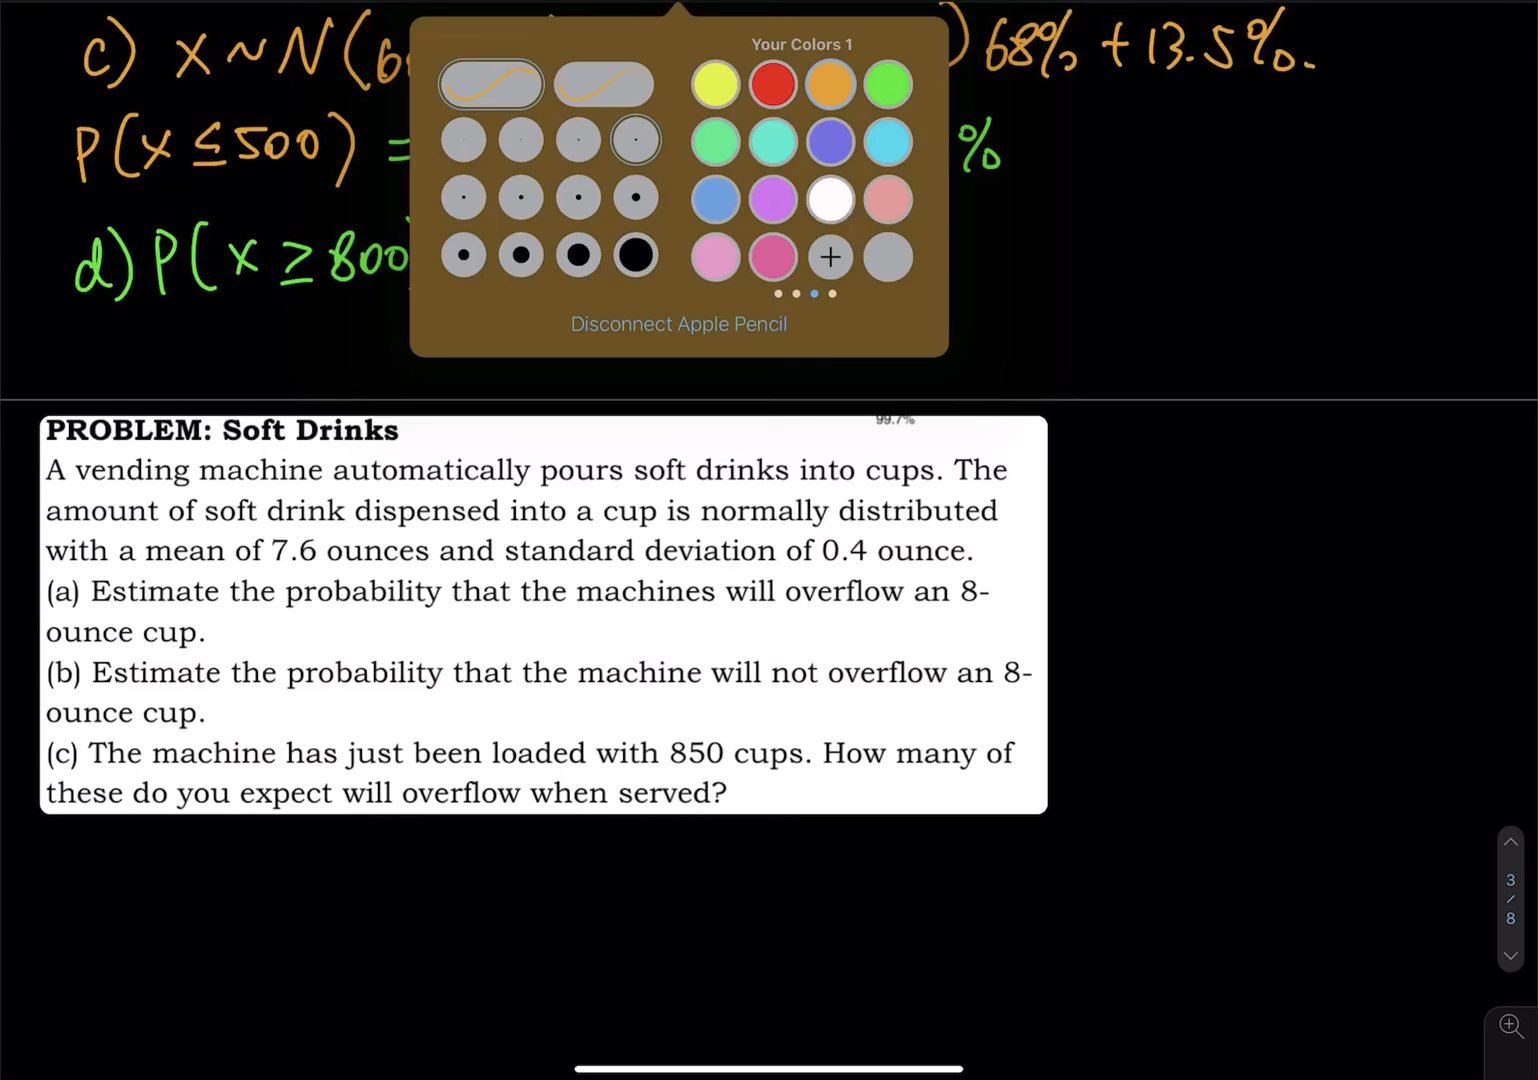 c) X ~ N(6
) 68% + 13.5%.
P(X ≤ 500) =
%
d) P( x ≥ 800
Your Colors 1
+
Disconnect Apple Pencil
99.7%
PROBLEM: Soft Drinks
A vending machine automatically pours soft drinks into cups. The
amount of soft drink dispensed into a cup is normally distributed
with a mean of 7.6 ounces and standard deviation of 0.4 ounce.
(a) Estimate the probability that the machines will overflow an 8-
ounce cup.
(b) Estimate the probability that the machine will not overflow an 8-
ounce cup.
(c) The machine has just been loaded with 850 cups. How many of
these do you expect will overflow when served?
3
/
8